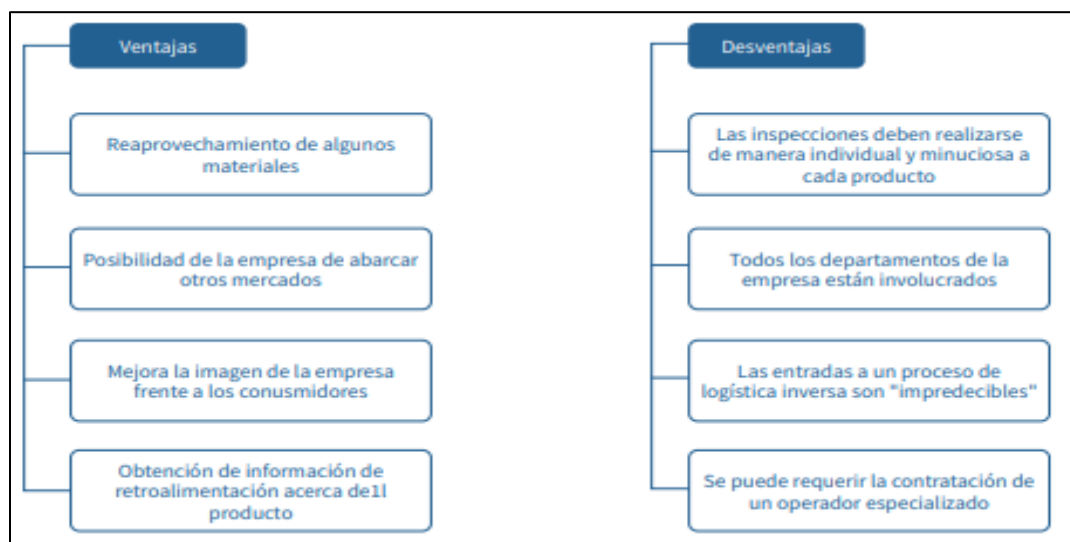 Ventajas
Reaprovechamiento de algunos
materiales
Posibilidad de la empresa de abarcar
otros mercados
Mejora la imagen de la empresa
frente a los conusmidores
Obtención de información de
retroalimentación acerca de1l
producto
Desventajas
Las inspecciones deben realizarse
de manera individual y minuciosa a
cada producto
Todos los departamentos de la
empresa están involucrados
Las entradas a un proceso de
logística inversa son "impredecibles"
Se puede requerir la contratación de
un operador especializado